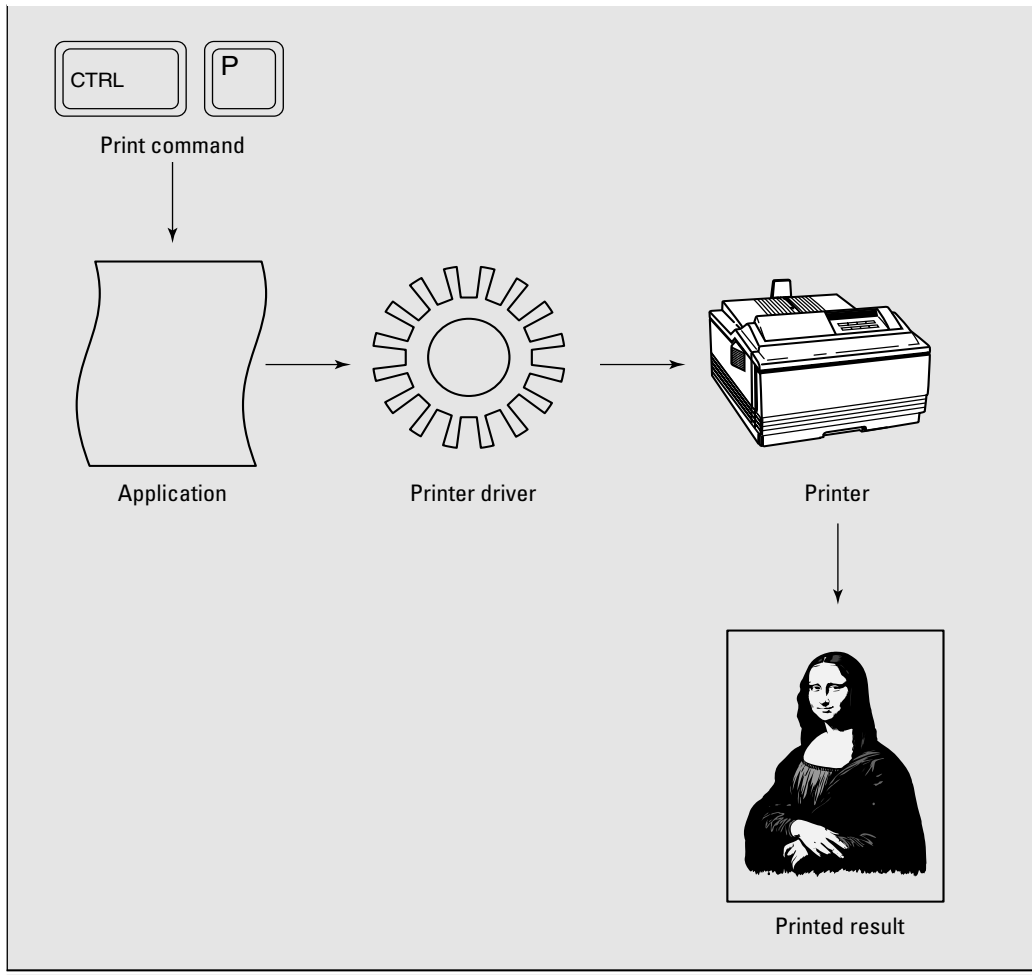 CTRL
P
Print command
Application
Printer driver
Printer
Printed result